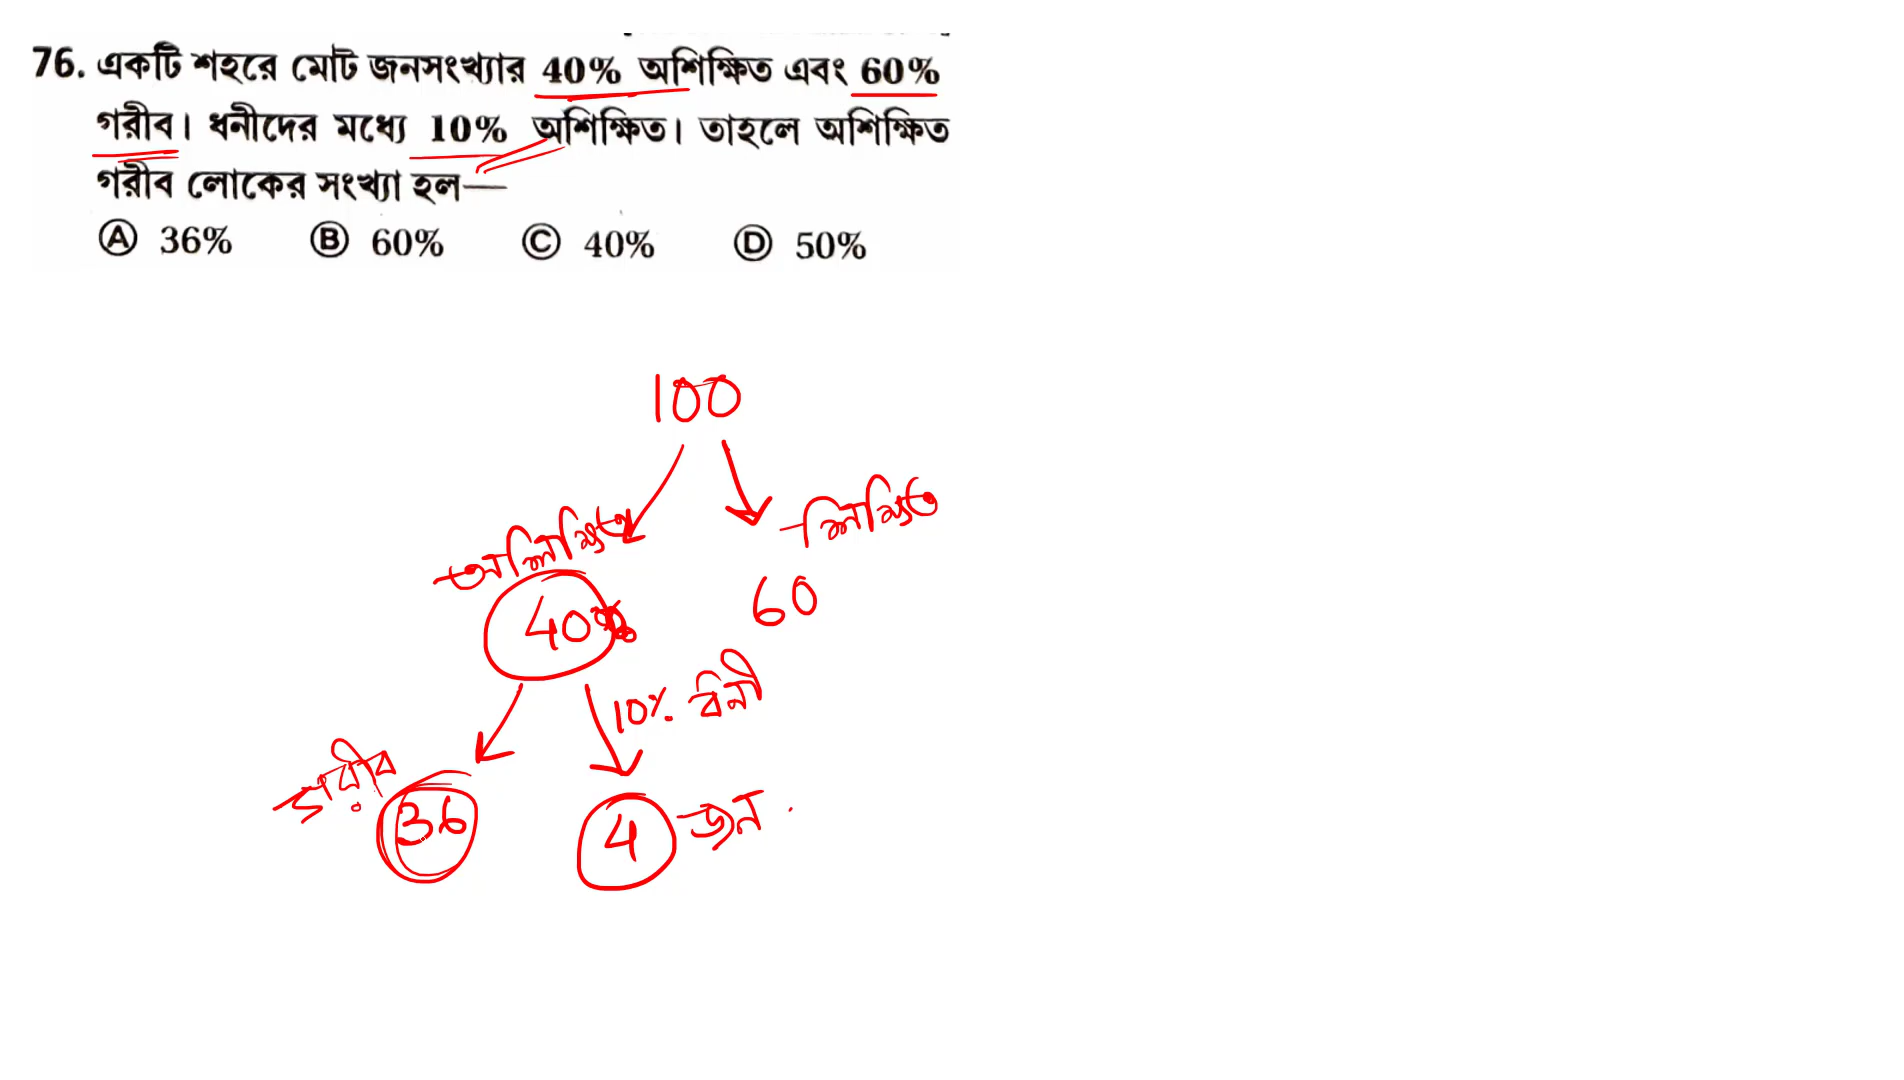 76. একটি শহরে মোট জনসংখ্যার 40% অশিক্ষিত এবং 60%
গরীব। ধনীদের মধ্যে 10% অশিক্ষিত। তাহলে অশিক্ষিত
গরীব লোকের সংখ্যা হল—
Ⓐ 36% Ⓑ 60% Ⓒ 40% Ⓓ 50%
100
অশিক্ষিত শিক্ষিত
40 60
10% ধনী
গরীব
36 4 জন